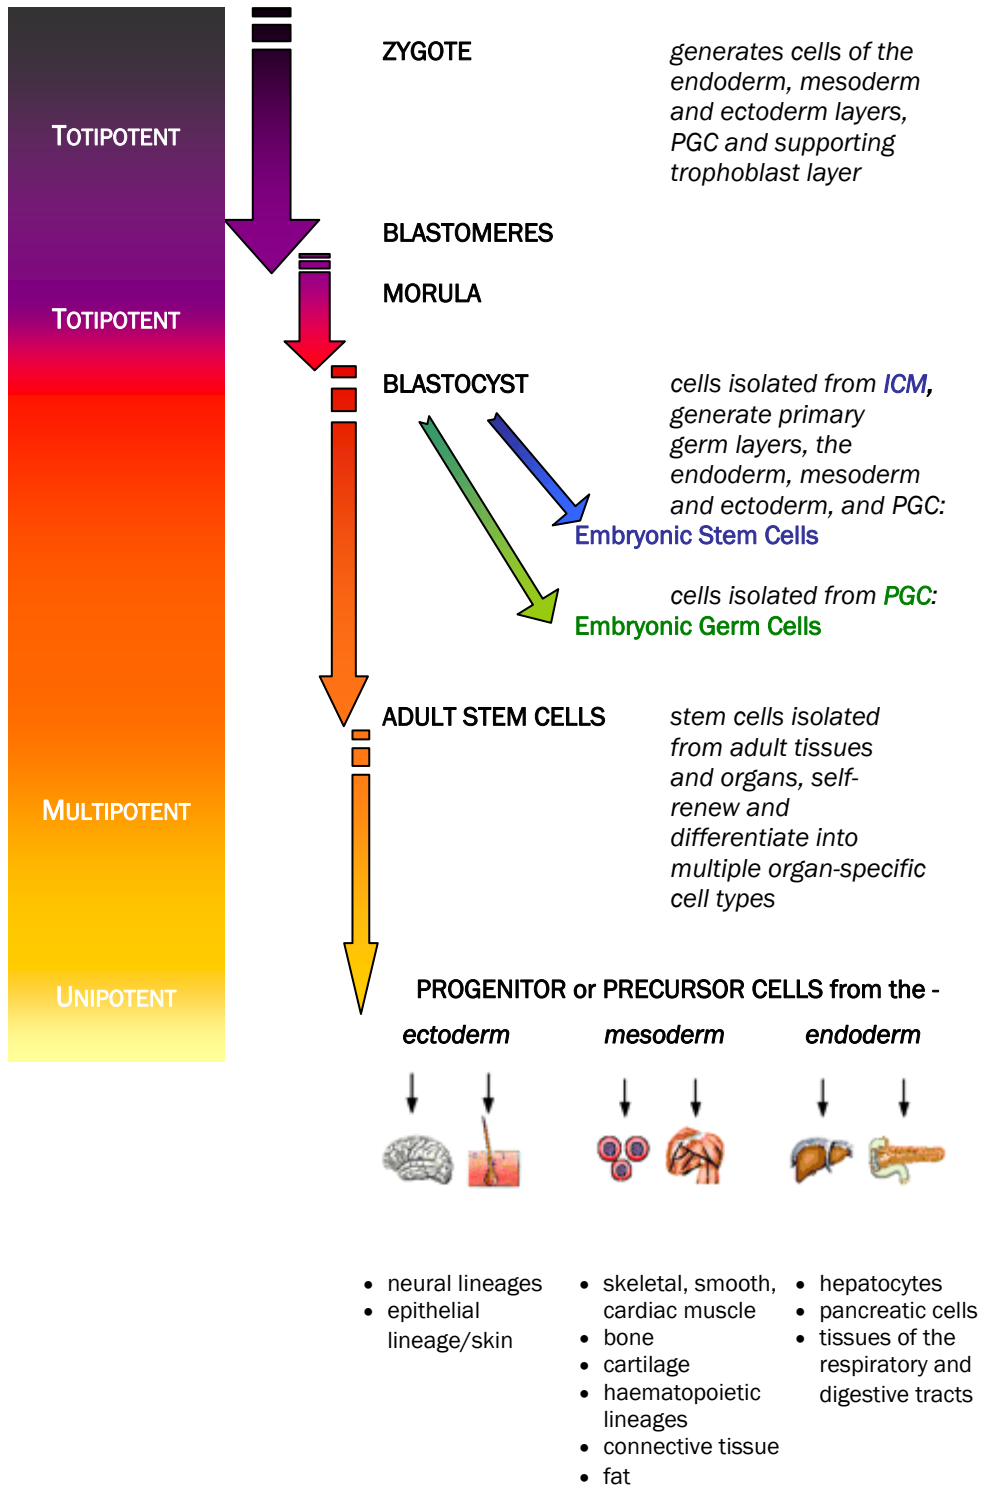 TOTIPOTENT
ZYGOTE
generates cells of the
endoderm, mesoderm
and ectoderm layers,
PGC and supporting
trophoblast layer
BLASTOMERES
TOTIPOTENT
MORULA
BLASTOCYST
cells isolated from ICM,
generate primary
germ layers, the
endoderm, mesoderm
and ectoderm, and PGC:
Embryonic Stem Cells
cells isolated from PGC:
Embryonic Germ Cells
MULTIPOTENT
ADULT STEM CELLS
stem cells isolated
from adult tissues
and organs, self-
renew and
differentiate into
multiple organ-specific
cell types
UNIPOTENT
PROGENITOR or PRECURSOR CELLS from the -
ectoderm
• neural lineages
• epithelial
lineage/skin
mesoderm
• skeletal, smooth,
cardiac muscle
• bone
• cartilage
• haematopoietic
lineages
• connective tissue
• fat
endoderm
• hepatocytes
• pancreatic cells
• tissues of the
respiratory and
digestive tracts